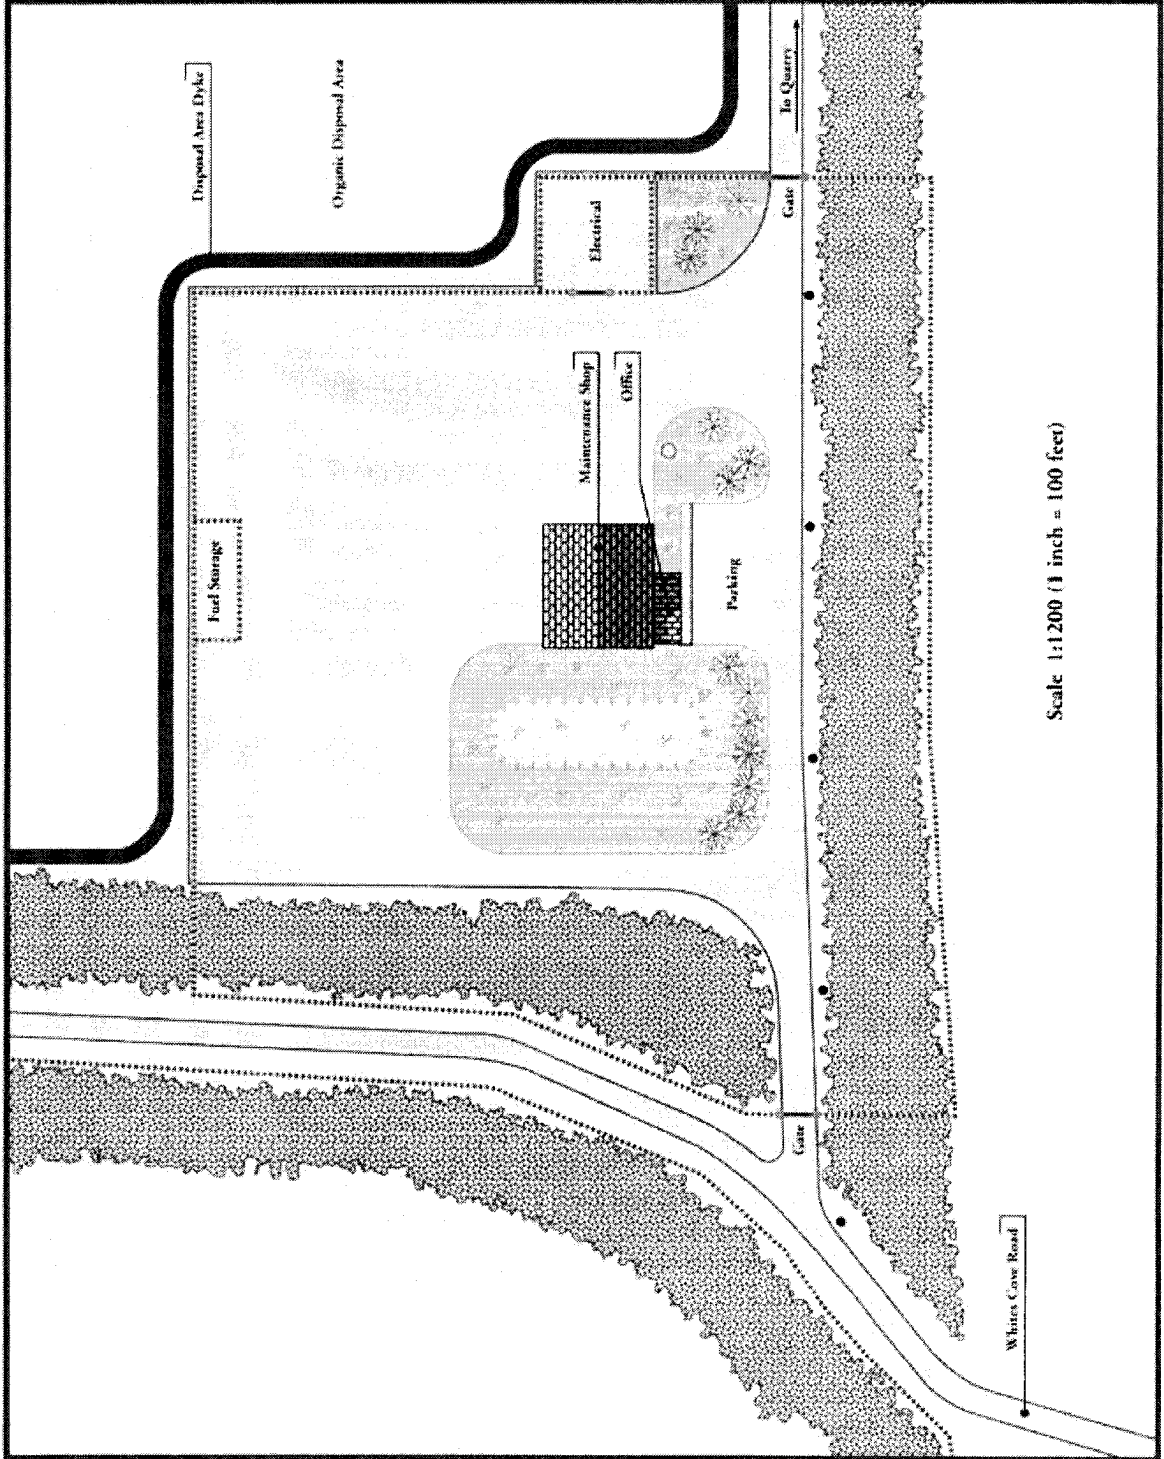 Disposal Area Dyke
Organic Disposal Area
To Quarry
Gate
Electrical
Maintenance Shop
Office
Fuel Storage
Parking
Gate
Whites Cove Road
Scale 1:1200 (1 inch = 100 feet)